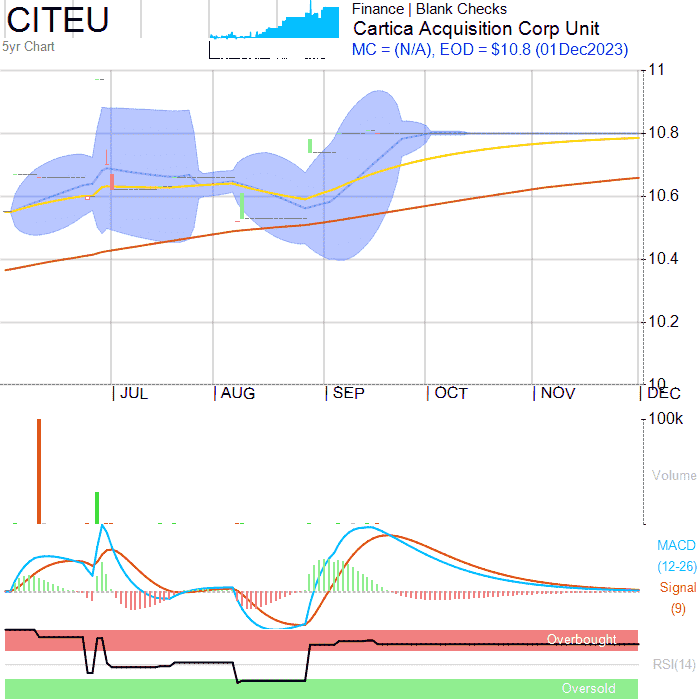 CITEU
5yr Chart
Finance | Blank Checks
Cartica Acquisition Corp Unit
MC = (N/A), EOD = $10.8 (01Dec2023)
11
10.8
10.6
10.4
10.2
10
JUL AUG SEP OCT NOV DEC
100k
Volume
MACD
(12-26)
Signal
(9)
Overbought
RSI(14)
Oversold